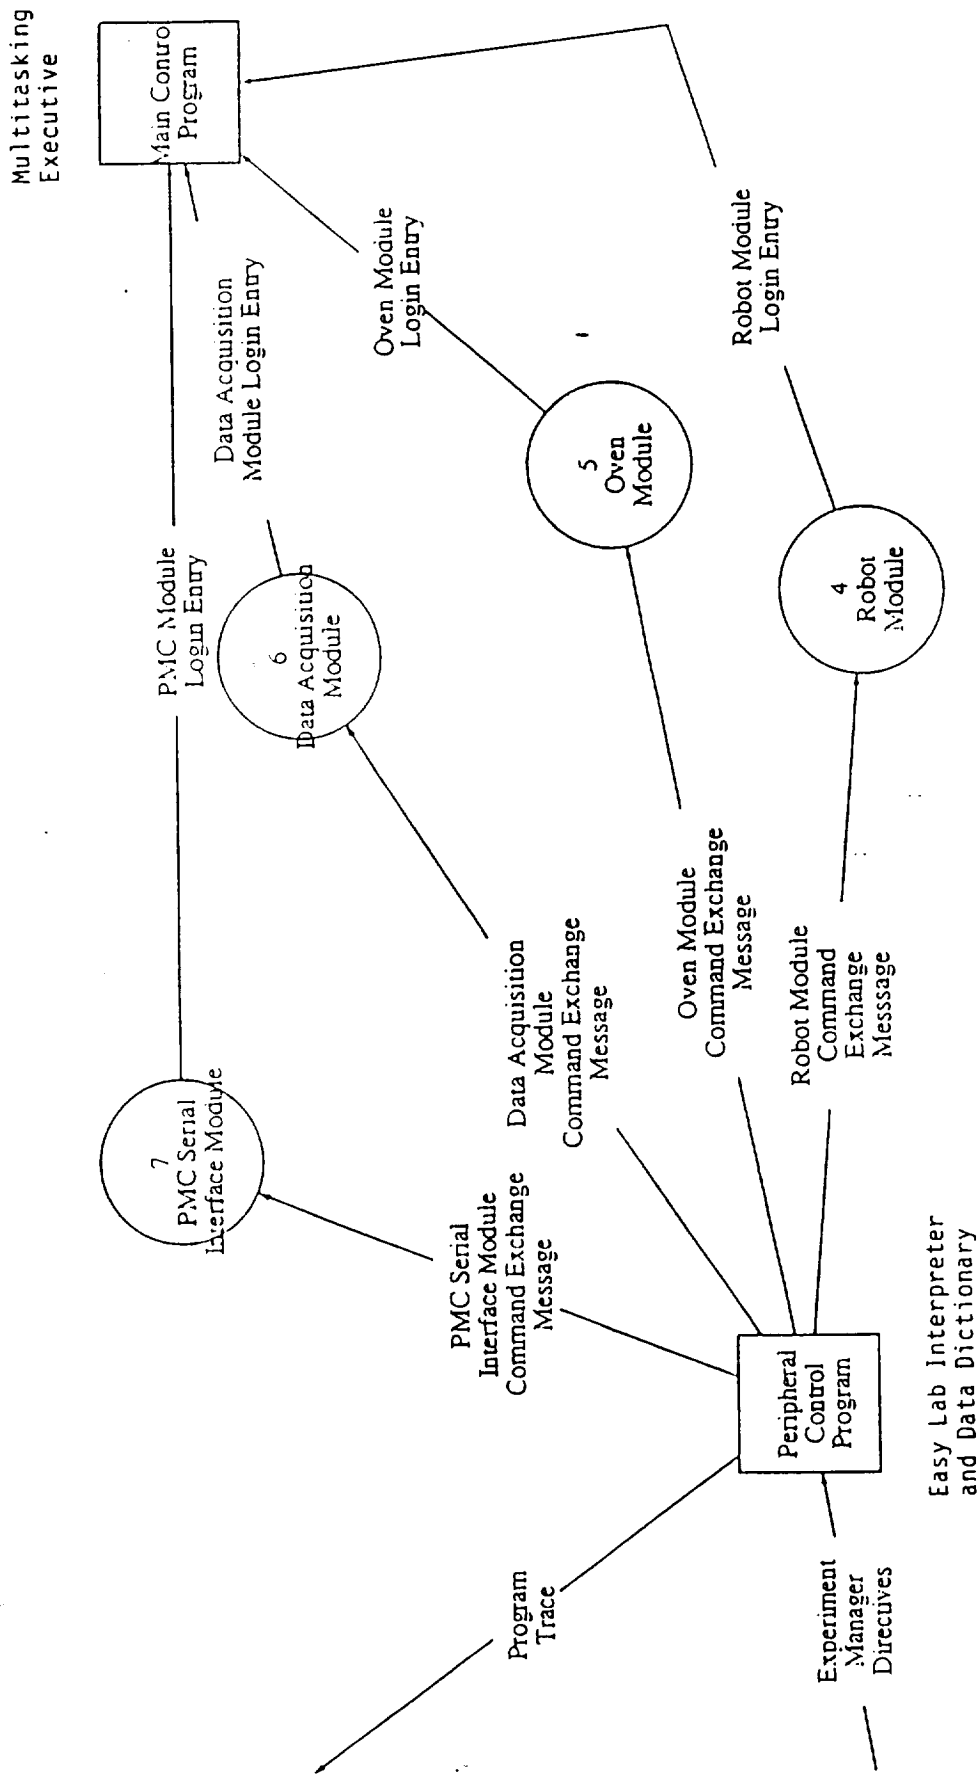 Multitasking
Executive
Main Control
Program
PMC Module
Login Entry
Data Acquisition
Module Login Entry
Oven Module
Login Entry
Robot Module
Login Entry
7
PMC Serial
Interface Module
6
Data Acquisition
Module
5
Oven
Module
4
Robot
Module
PMC Serial
Interface Module
Command Exchange
Message
Data Acquisition
Module
Command Exchange
Message
Oven Module
Command Exchange
Message
Robot Module
Command
Exchange
Messsage
Program
Trace
Peripheral
Control
Program
Experiment
Manager
Directives
Easy Lab Interpreter
and Data Dictionary